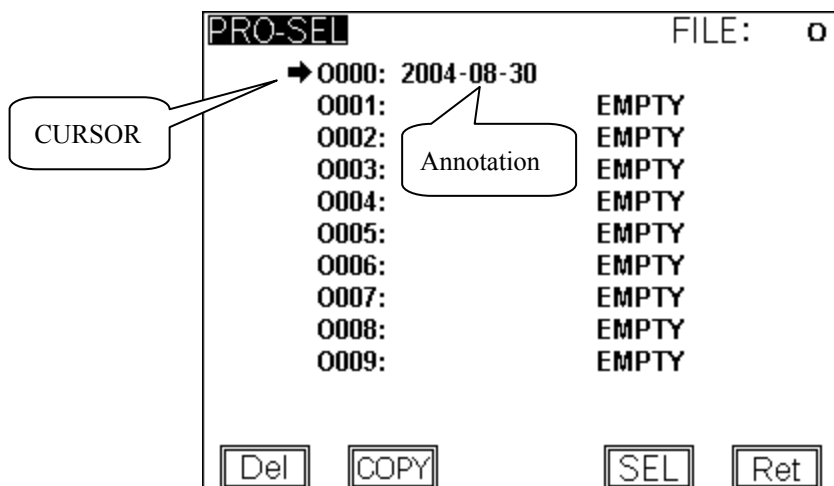 PRO-SEL FILE: 0
➡ O000: 2004-08-30
O001: EMPTY
CURSOR
O002: EMPTY
Annotation
O003: EMPTY
O004: EMPTY
O005: EMPTY
O006: EMPTY
O007: EMPTY
O008: EMPTY
O009: EMPTY
Del COPY SEL Ret